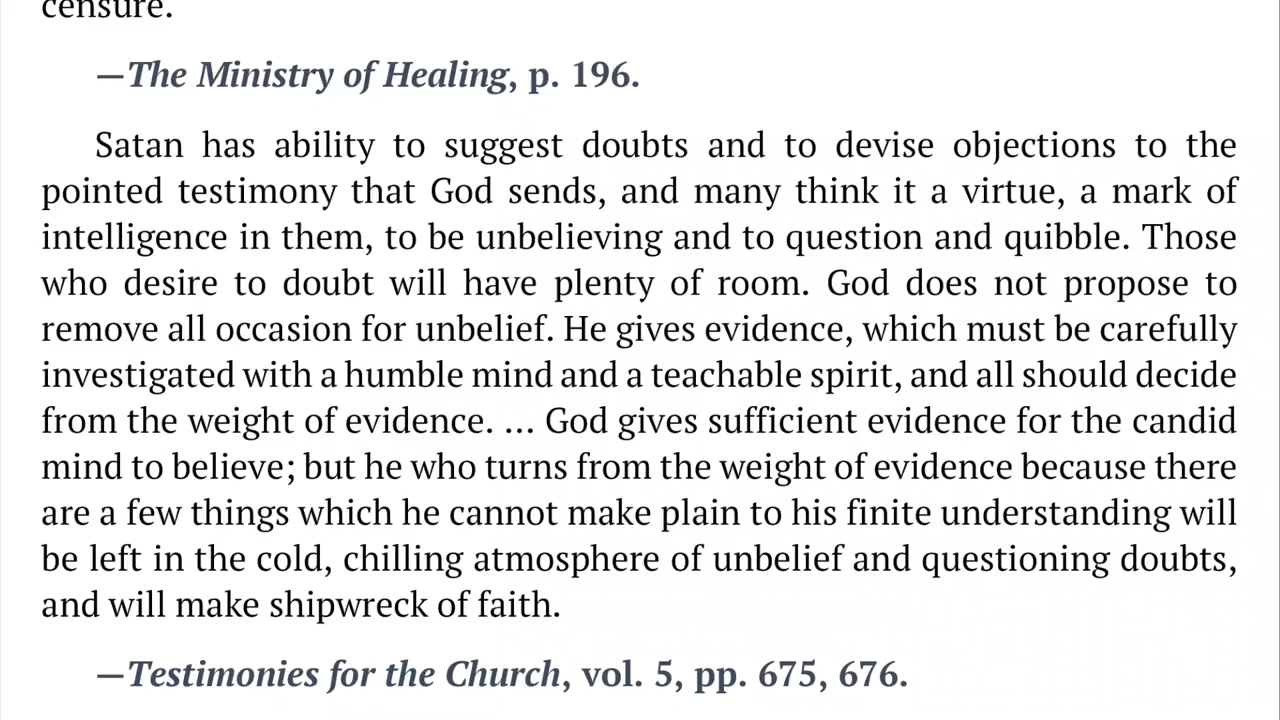 censure.
—The Ministry of Healing, p. 196.
Satan has ability to suggest doubts and to devise objections to the
pointed testimony that God sends, and many think it a virtue, a mark of
intelligence in them, to be unbelieving and to question and quibble. Those
who desire to doubt will have plenty of room. God does not propose to
remove all occasion for unbelief. He gives evidence, which must be carefully
investigated with a humble mind and a teachable spirit, and all should decide
from the weight of evidence. ... God gives sufficient evidence for the candid
mind to believe; but he who turns from the weight of evidence because there
are a few things which he cannot make plain to his finite understanding will
be left in the cold, chilling atmosphere of unbelief and questioning doubts,
and will make shipwreck of faith.
—Testimonies for the Church, vol. 5, pp. 675, 676.